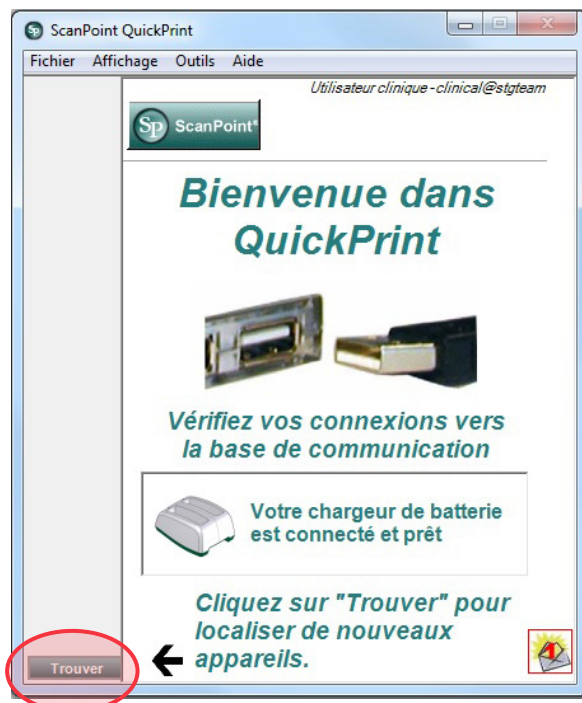 ScanPoint QuickPrint
Fichier Affichage Outils Aide
Utilisateur clinique - clinical@stgteam
Sp ScanPoint®
Bienvenue dans
QuickPrint
Vérifiez vos connexions vers
la base de communication
Votre chargeur de batterie
est connecté et prêt
Cliquez sur "Trouver" pour
localiser de nouveaux
appareils.
Trouver